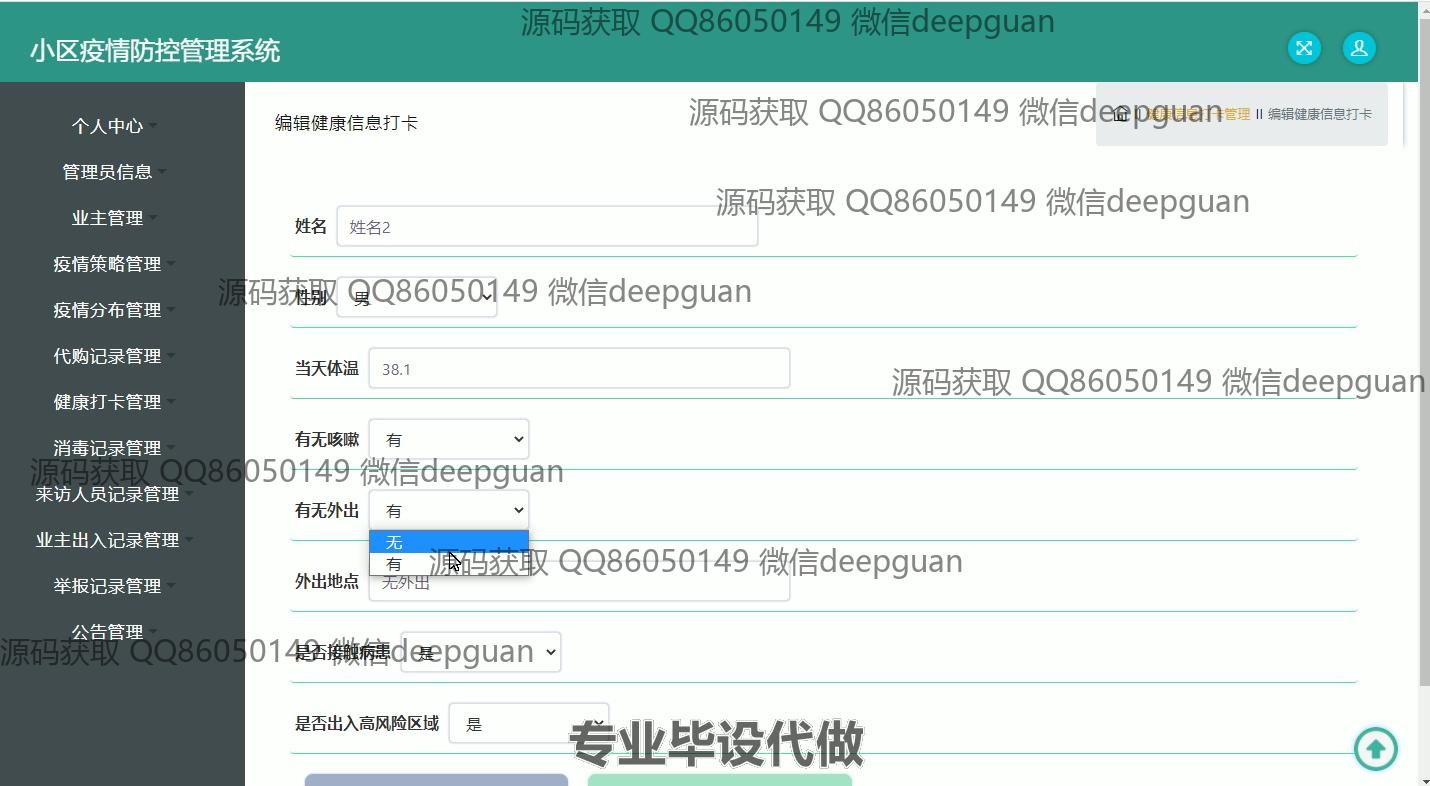 源码获取 QQ86050149 微信deepguan
小区疫情防控管理系统
个人中心
管理员信息
业主管理
疫情策略管理
疫情分布管理
代购记录管理
健康打卡管理
消毒记录管理
来访人员记录管理
业主出入记录管理
举报记录管理
公告管理
编辑健康信息打卡
源码获取 QQ86050149 微信deepguan
健康信息打卡管理 II 编辑健康信息打卡
源码获取 QQ86050149 微信deepguan
姓名 姓名2
源码获取 QQ86050149 微信deepguan
性别 男
当天体温 38.1
源码获取 QQ86050149 微信deepguan
有无咳嗽 有
源码获取 QQ86050149 微信deepguan
有无外出 有
无
有
源码获取 QQ86050149 微信deepguan
外出地点 无外出
源码获取 QQ86050149 微信deepguan
是否接触病患 是
是否出入高风险区域 是
专业毕设代做